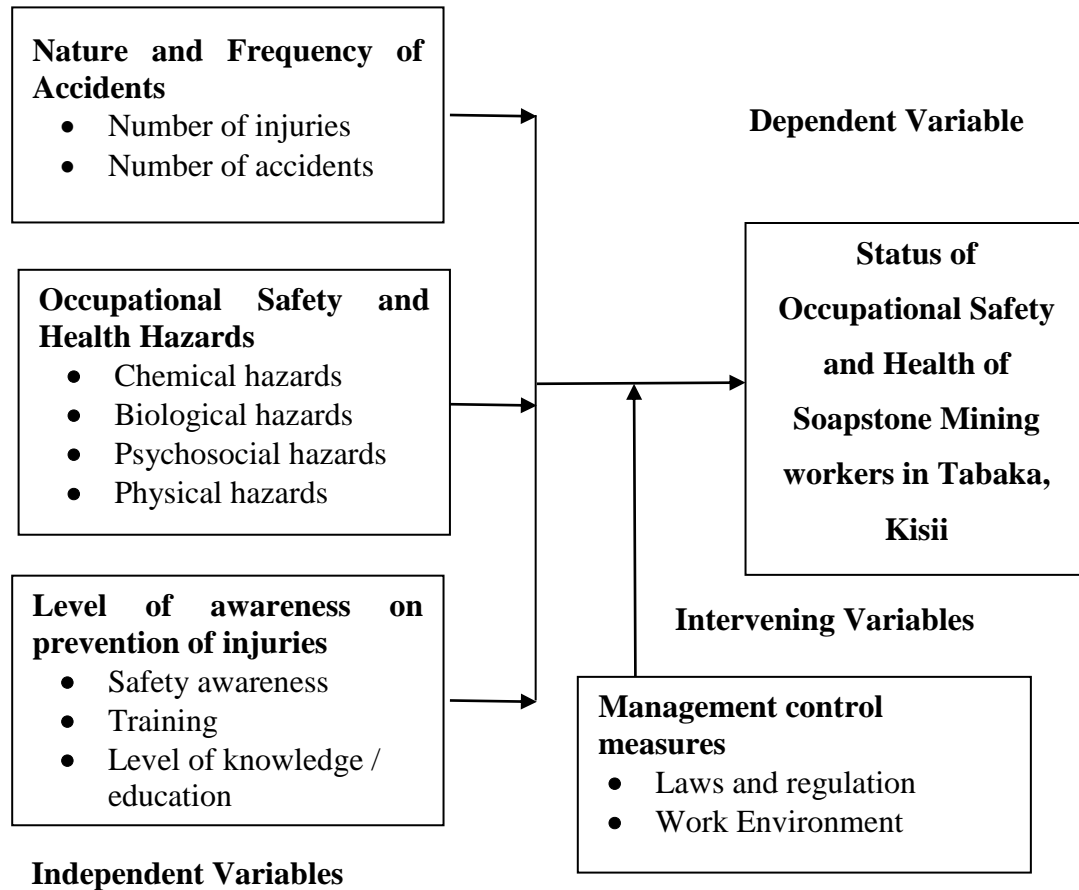 Nature and Frequency of
Accidents
• Number of injuries
• Number of accidents
Occupational Safety and
Health Hazards
• Chemical hazards
• Biological hazards
• Psychosocial hazards
• Physical hazards
Level of awareness on
prevention of injuries
• Safety awareness
• Training
• Level of knowledge /
education
Independent Variables
Dependent Variable
Status of
Occupational Safety
and Health of
Soapstone Mining
workers in Tabaka,
Kisii
Intervening Variables
Management control
measures
• Laws and regulation
• Work Environment